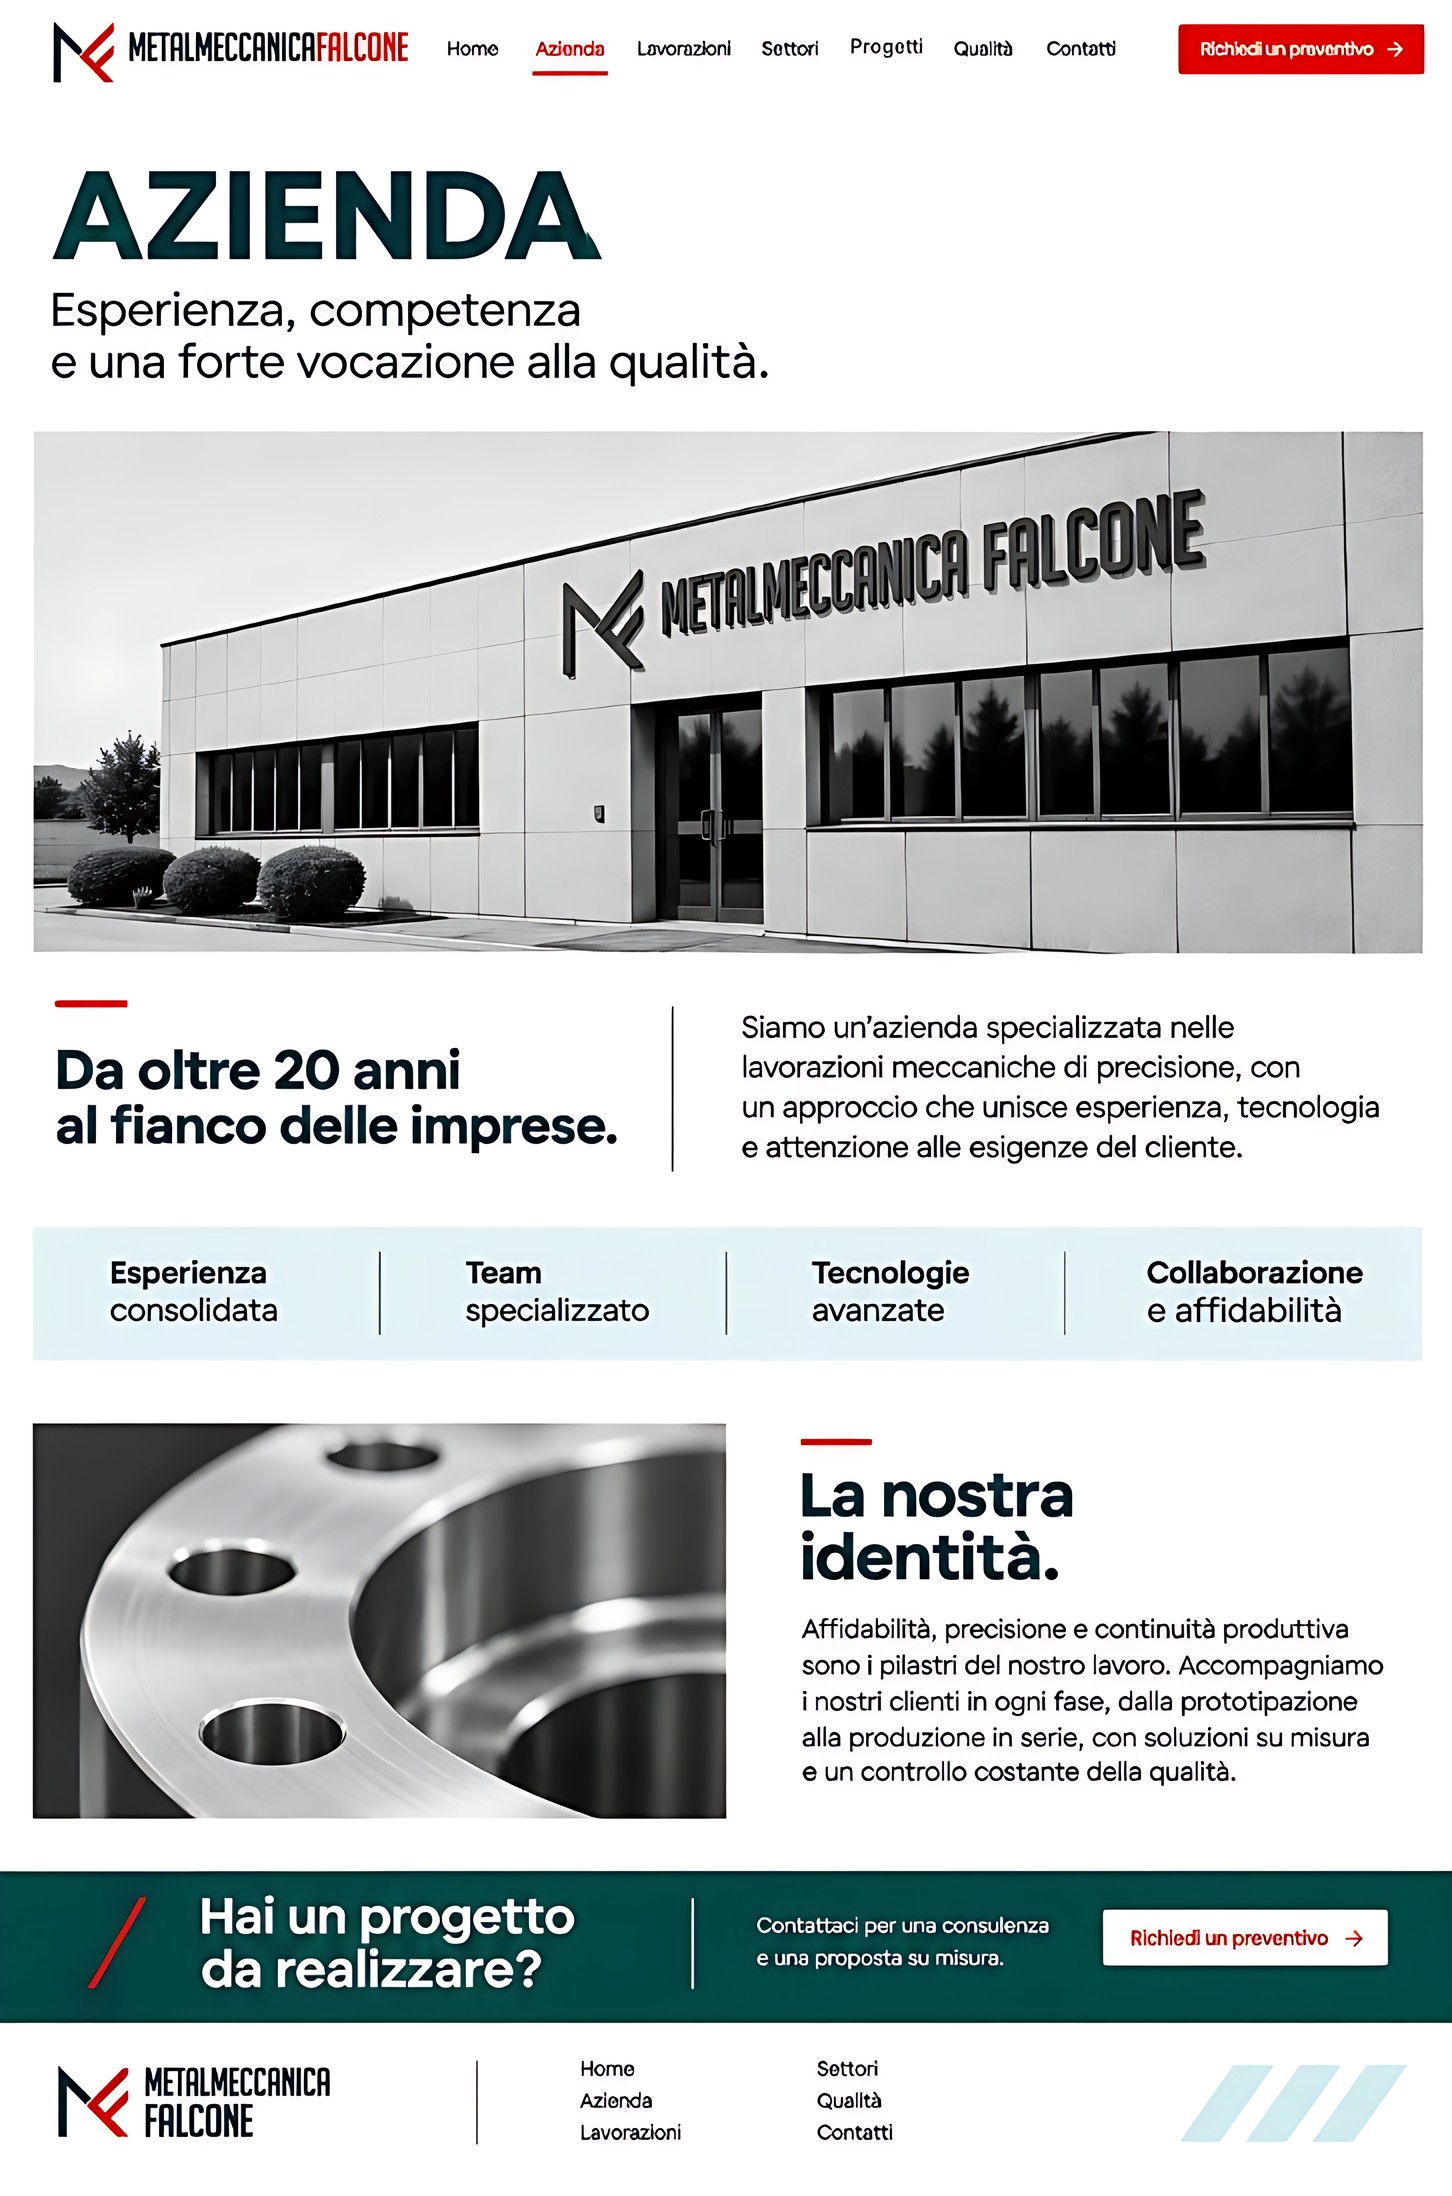 METALMECCANICAFALCONE
Home Azienda Lavorazioni Settori Progetti Qualità Contatti
Richiedi un preventivo →
AZIENDA
Esperienza, competenza
e una forte vocazione alla qualità.
METALMECCANICA FALCONE
Da oltre 20 anni
al fianco delle imprese.
Siamo un’azienda specializzata nelle
lavorazioni meccaniche di precisione, con
un approccio che unisce esperienza, tecnologia
e attenzione alle esigenze del cliente.
Esperienza
consolidata
Team
specializzato
Tecnologie
avanzate
Collaborazione
e affidabilità
La nostra
identità.
Affidabilità, precisione e continuità produttiva
sono i pilastri del nostro lavoro. Accompagniamo
i nostri clienti in ogni fase, dalla prototipazione
alla produzione in serie, con soluzioni su misura
e un controllo costante della qualità.
Hai un progetto
da realizzare?
Contattaci per una consulenza
e una proposta su misura.
Richiedi un preventivo →
METALMECCANICA
FALCONE
Home
Azienda
Lavorazioni
Settori
Qualità
Contatti